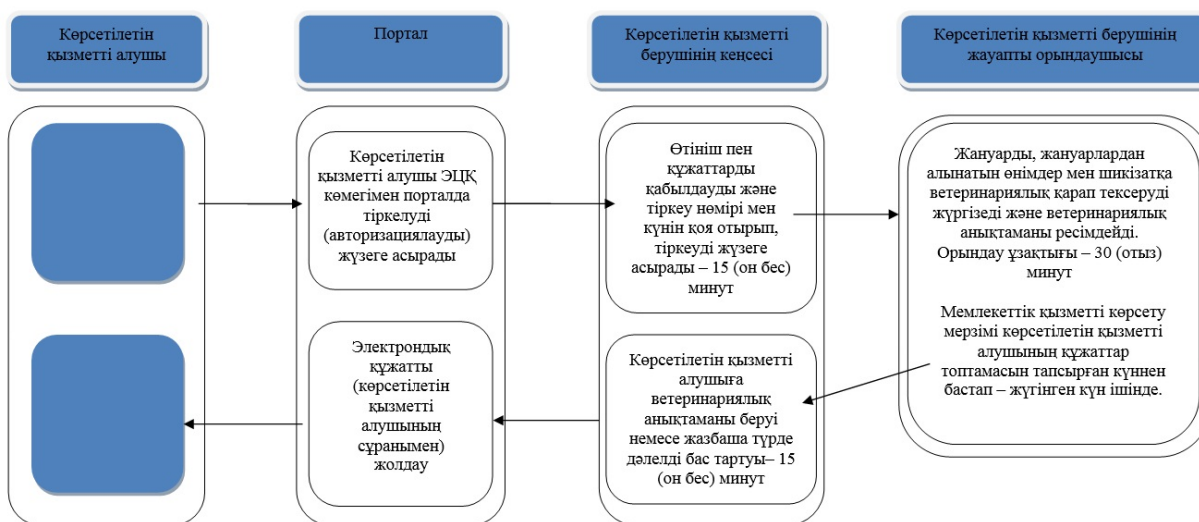 Көрсетілетін
қызметті алушы
Портал
Көрсетілетін қызметті
берушінің кеңсесі
Көрсетілетін қызметті берушінің
жауапты орындаушысы
Көрсетілетін
қызметті алушы ЭЦҚ
көмегімен порталда
тіркелуді
(авторизациялауды)
жүзеге асырады
Өтініш пен
құжаттарды
қабылдауды және
тіркеу нөмірі мен
күнін қоя отырып,
тіркеуді жүзеге
асырады – 15 (он бес)
минут
Жануарды, жануарлардан
алынатын өнімдер мен шикізатқа
ветеринариялық қарап тексеруді
жүргізеді және ветеринариялық
анықтаманы ресімдейді.
Орындау ұзақтығы – 30 (отыз)
минут
Мемлекеттік қызметті көрсету
мерзімі көрсетілетін қызметті
алушының құжаттар
топтамасын тапсырған күннен
бастап – жүгінген күн ішінде.
Электрондық
құжатты
(көрсетілетін
қызметті
алушының
сұранымен)
жолдау
Көрсетілетін қызметті
алушыға
ветеринариялық
анықтаманы беруі
немесе жазбаша түрде
дәлелді бас тартуы– 15
(он бес) минут